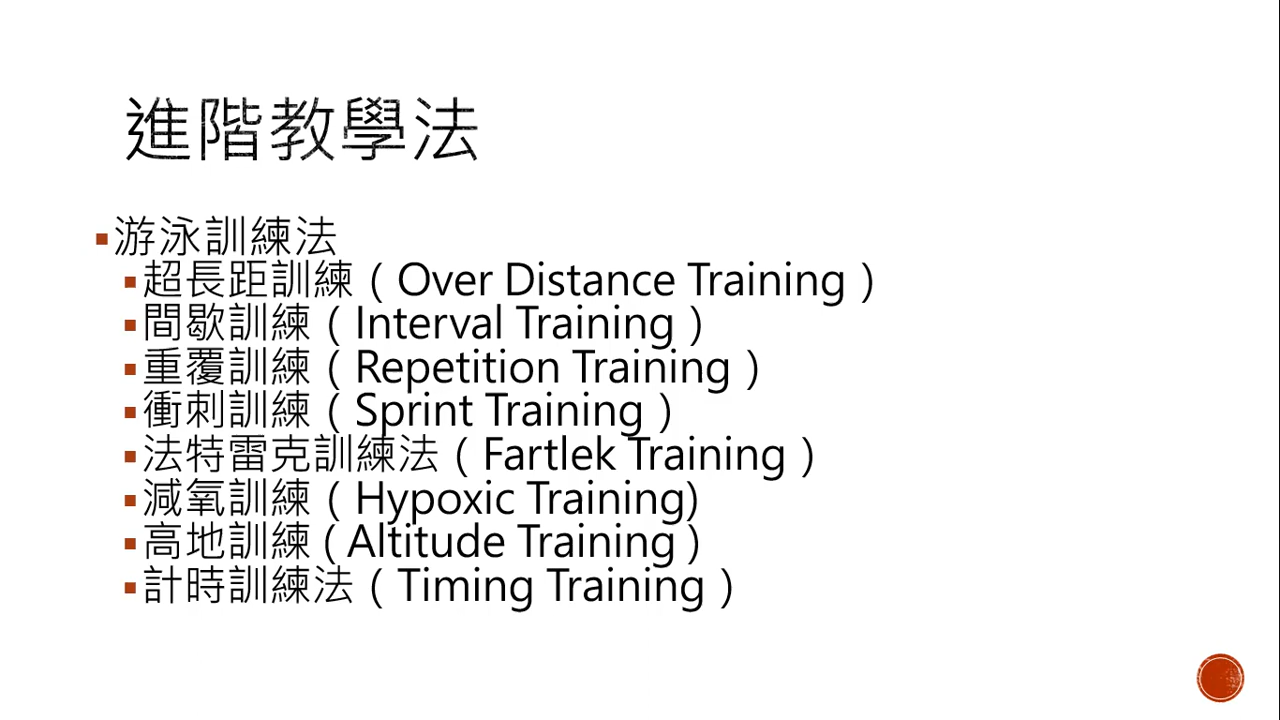 進階教學法
游泳訓練法
超長距訓練（Over Distance Training）
間歇訓練（Interval Training）
重覆訓練（Repetition Training）
衝刺訓練（Sprint Training）
法特雷克訓練法（Fartlek Training）
減氧訓練（Hypoxic Training)
高地訓練 ( Altitude Training )
計時訓練法（Timing Training）